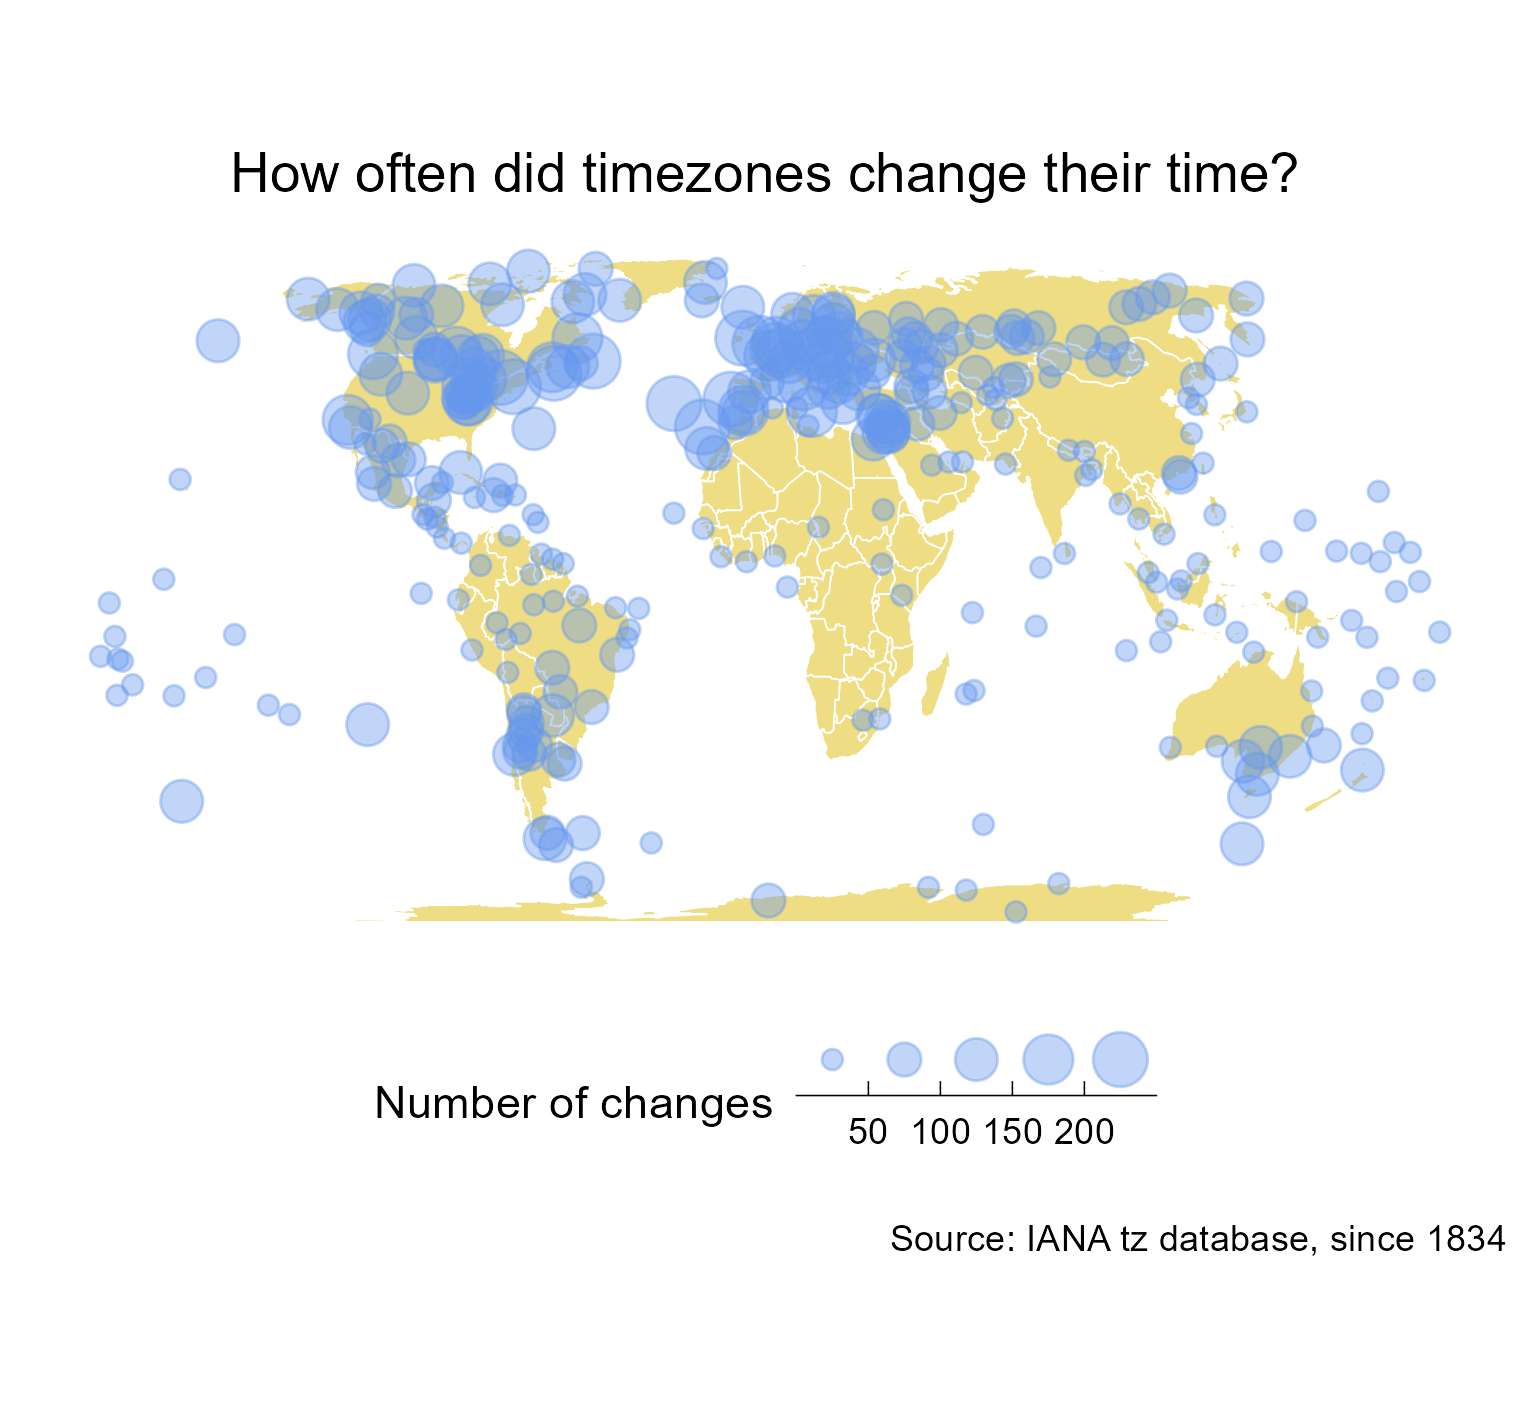 How often did timezones change their time?
Number of changes
50 100 150 200
Source: IANA tz database, since 1834